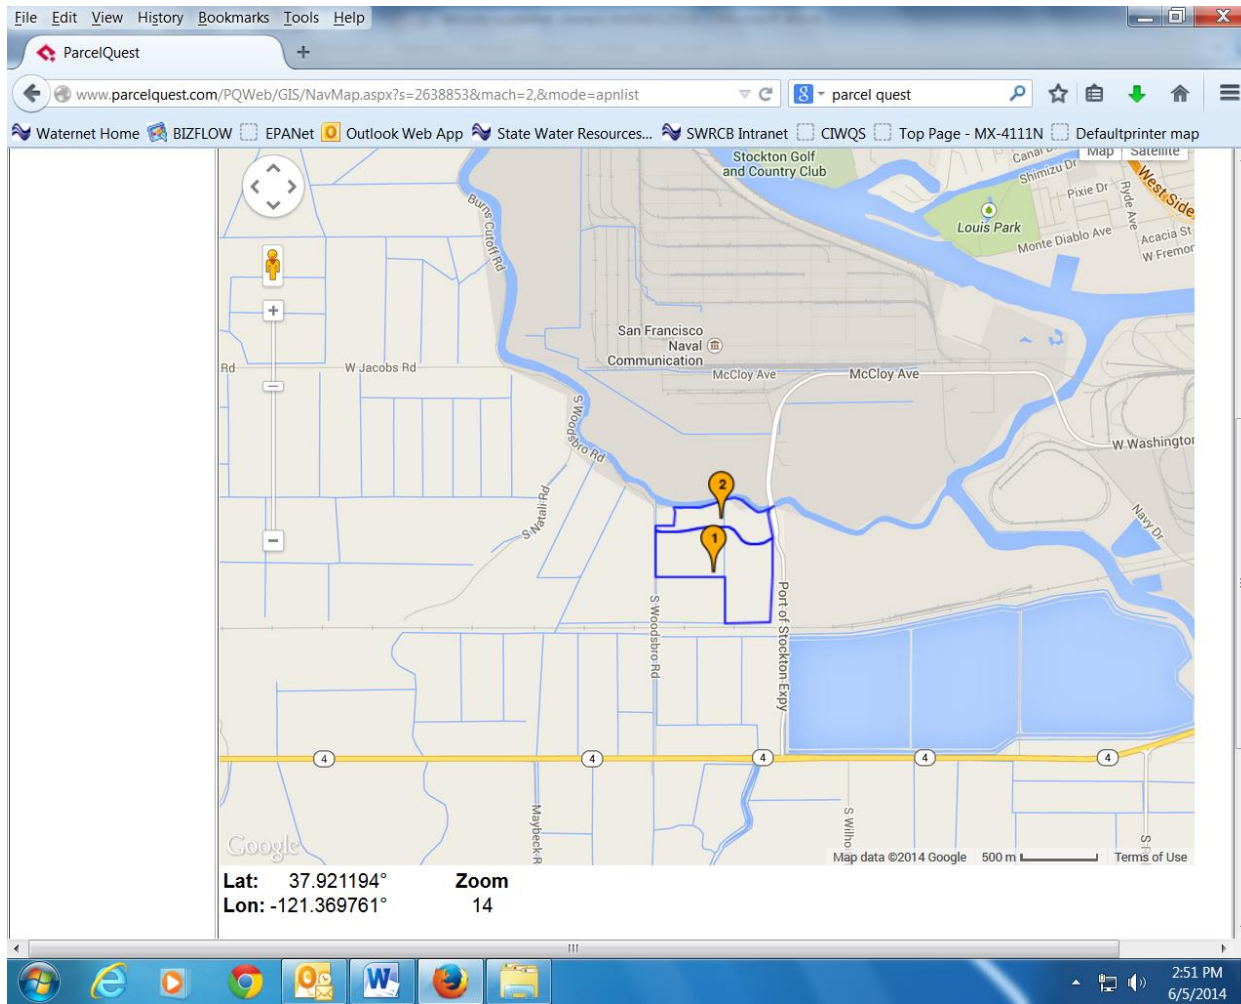 File Edit View History Bookmarks Tools Help
ParcelQuest
www.parcelquest.com/PQWeb/GIS/NavMap.aspx?s=2638853&mach=2,&mode=apnlist
parcel quest
Waternet Home BIZFLOW EPANet Outlook Web App State Water Resources... SWRCB Intranet CIWQS Top Page - MX-4111N Defaultprinter map
Stockton Golf
and Country Club
Map Satellite
Shimizu Dr
Pixie Dr
Ryde Ave
West Side
Louis Park
Monte Diablo Ave
Acacia St
W Fremor
Burns Cutoff Rd
San Francisco
Naval
Communication
McCloy Ave
McCloy Ave
Rd
W Jacobs Rd
S Woodsbro Rd
W Washington
S Natali Rd
Navy Dr
2
1
S Woodsbro Rd
Port of Stockton Expy
4
4
4
4
4
Maybeck R
S Wilho
S
Google
Map data ©2014 Google 500 m Terms of Use
Lat: 37.921194° Zoom
Lon: -121.369761° 14
2:51 PM
6/5/2014